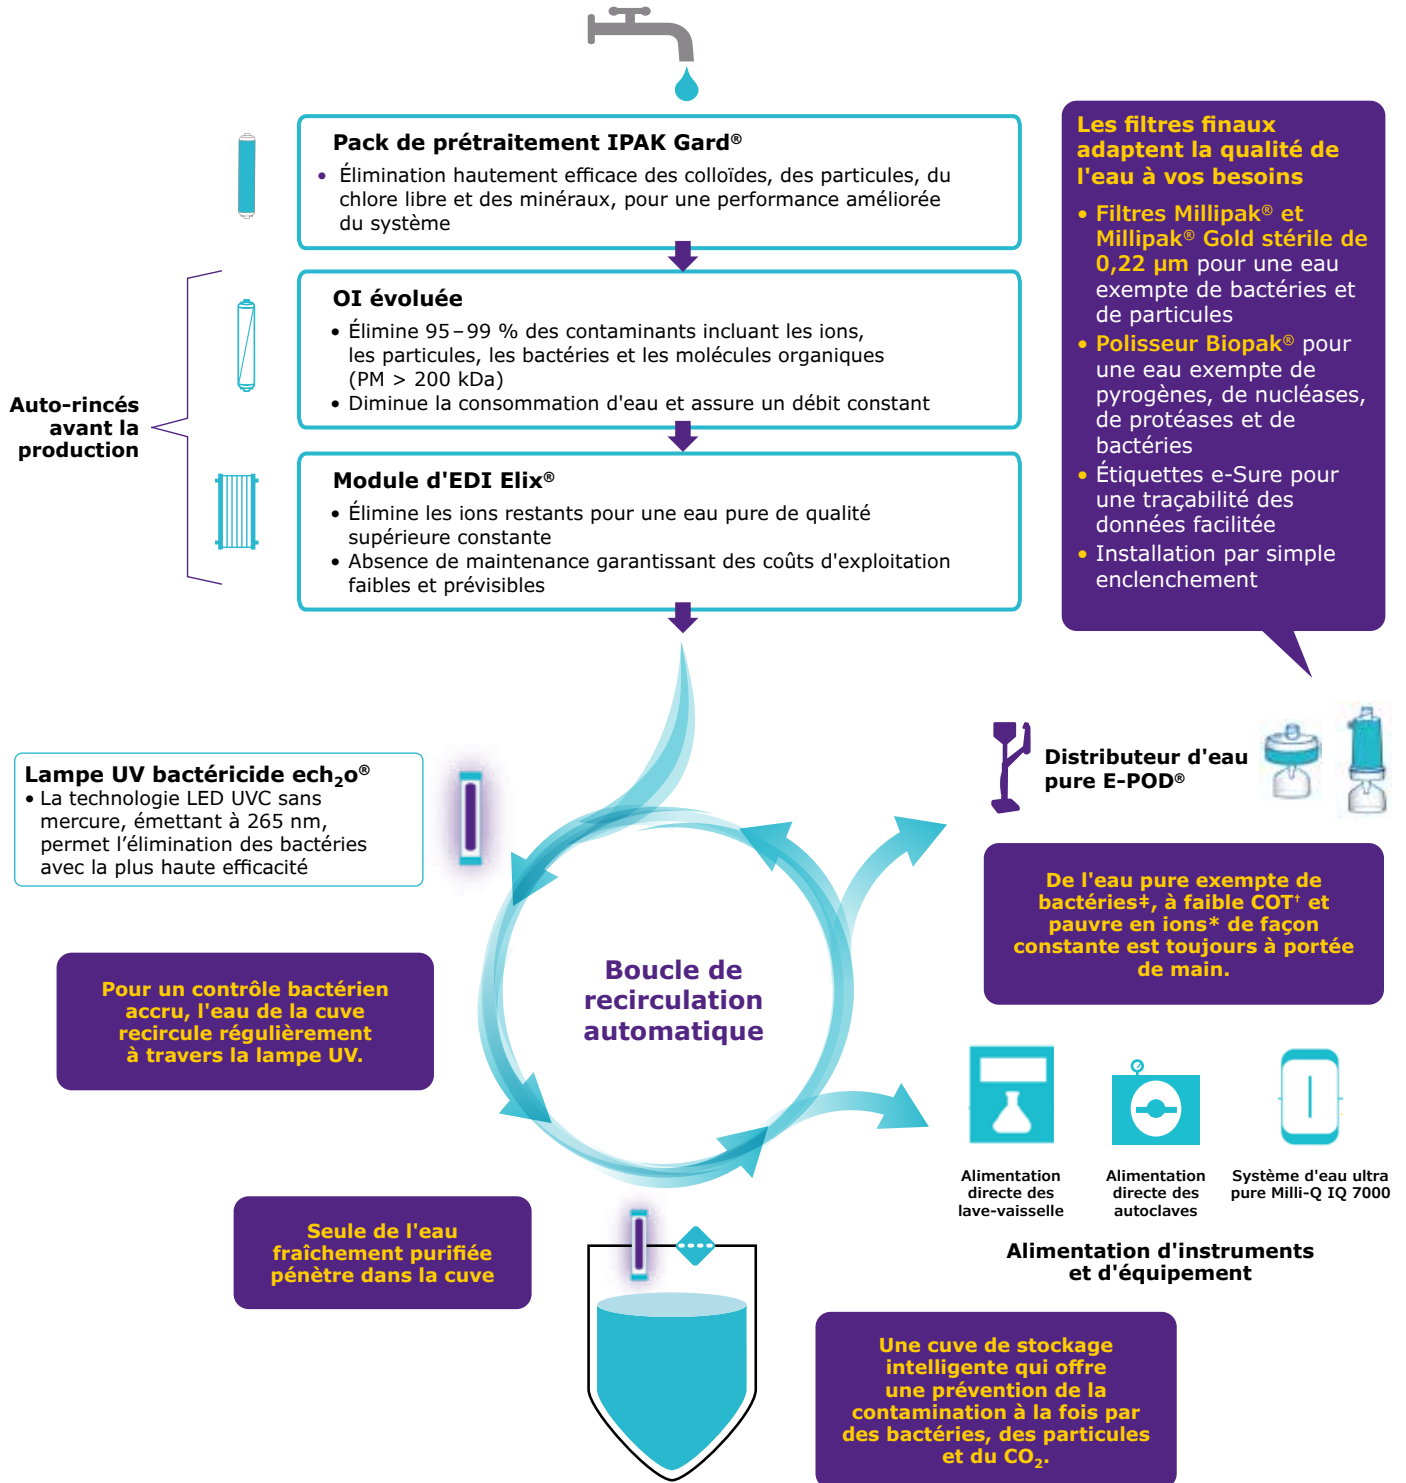 Pack de prétraitement IPAK Gard®
• Élimination hautement efficace des colloïdes, des particules, du
chlore libre et des minéraux, pour une performance améliorée
du système
OI évoluée
• Élimine 95–99 % des contaminants incluant les ions,
les particules, les bactéries et les molécules organiques
(PM > 200 kDa)
• Diminue la consommation d'eau et assure un débit constant
Auto-rincés
avant la
production
Module d'EDI Elix®
• Élimine les ions restants pour une eau pure de qualité
supérieure constante
• Absence de maintenance garantissant des coûts d'exploitation
faibles et prévisibles
Les filtres finaux
adaptent la qualité de
l'eau à vos besoins
• Filtres Millipak® et
Millipak® Gold stérile de
0,22 µm pour une eau
exempte de bactéries et
de particules
• Polisseur Biopak® pour
une eau exempte de
pyrogènes, de nucléases,
de protéases et de
bactéries
• Étiquettes e-Sure pour
une traçabilité des
données facilitée
• Installation par simple
enclenchement
Lampe UV bactéricide ech₂o®
• La technologie LED UVC sans
mercure, émettant à 265 nm,
permet l’élimination des bactéries
avec la plus haute efficacité
Distributeur d'eau
pure E-POD®
De l'eau pure exempte de
bactéries‡, à faible COT† et
pauvre en ions* de façon
constante est toujours à portée
de main.
Pour un contrôle bactérien
accru, l'eau de la cuve
recircule régulièrement
à travers la lampe UV.
Boucle de
recirculation
automatique
Alimentation
directe des
lave-vaisselle
Alimentation
directe des
autoclaves
Système d'eau ultra
pure Milli-Q IQ 7000
Alimentation d'instruments
et d'équipement
Seule de l'eau
fraîchement purifiée
pénètre dans la cuve
Une cuve de stockage
intelligente qui offre
une prévention de la
contamination à la fois par
des bactéries, des particules
et du CO₂.